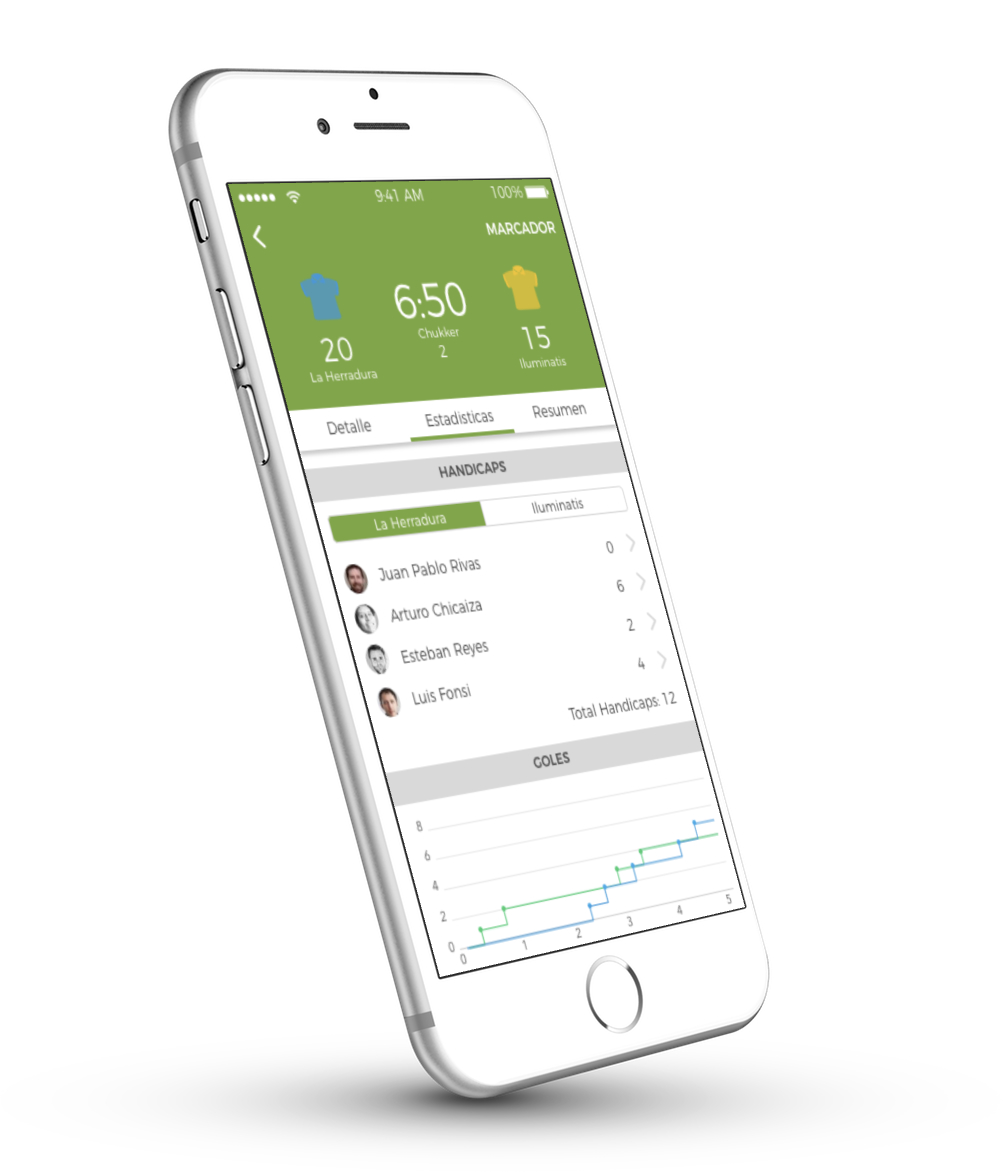 9:41 AM 100%
MARCADOR
6:50
Chukker
2
20
La Herradura
15
Iluminatis
Detalle Estadisticas Resumen
HANDICAPS
La Herradura Iluminatis
Juan Pablo Rivas 0
Arturo Chicaiza 6
Esteban Reyes 2
Luis Fonsi 4
Total Handicaps: 12
GOLES
8
6
4
2
0
0 1 2 3 4 5